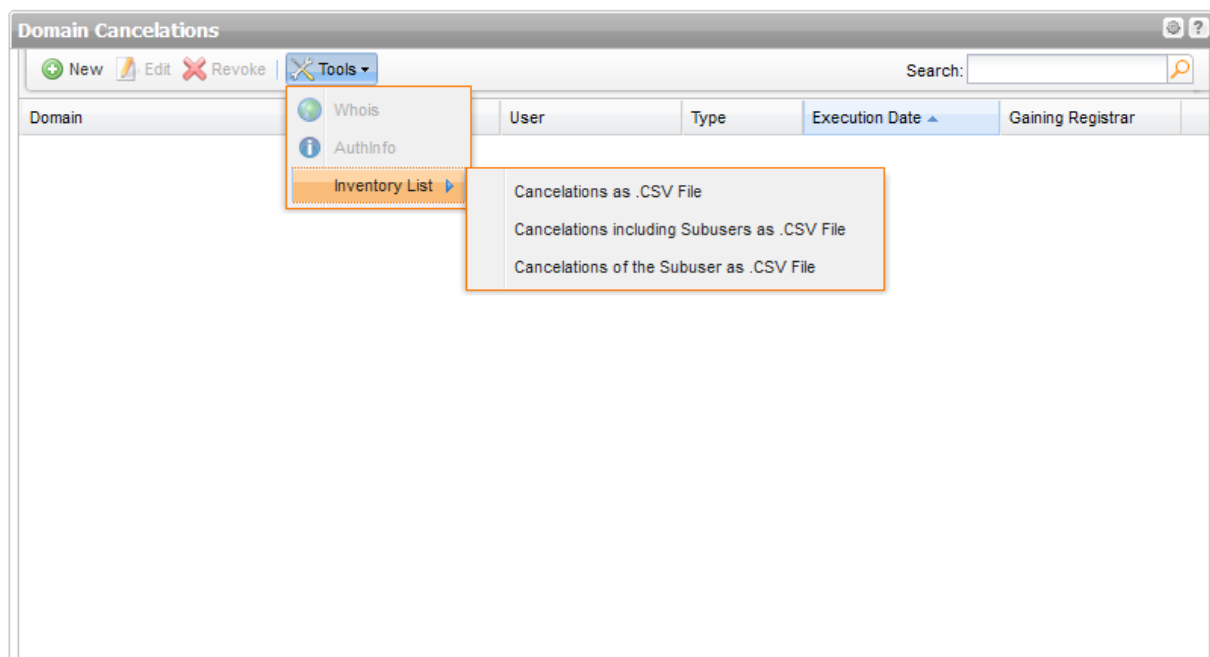 Domain Cancelations ?
New Edit Revoke Tools Search:
Domain User Type Execution Date Gaining Registrar
Whois
AuthInfo
Inventory List
Cancelations as .CSV File
Cancelations including Subusers as .CSV File
Cancelations of the Subuser as .CSV File